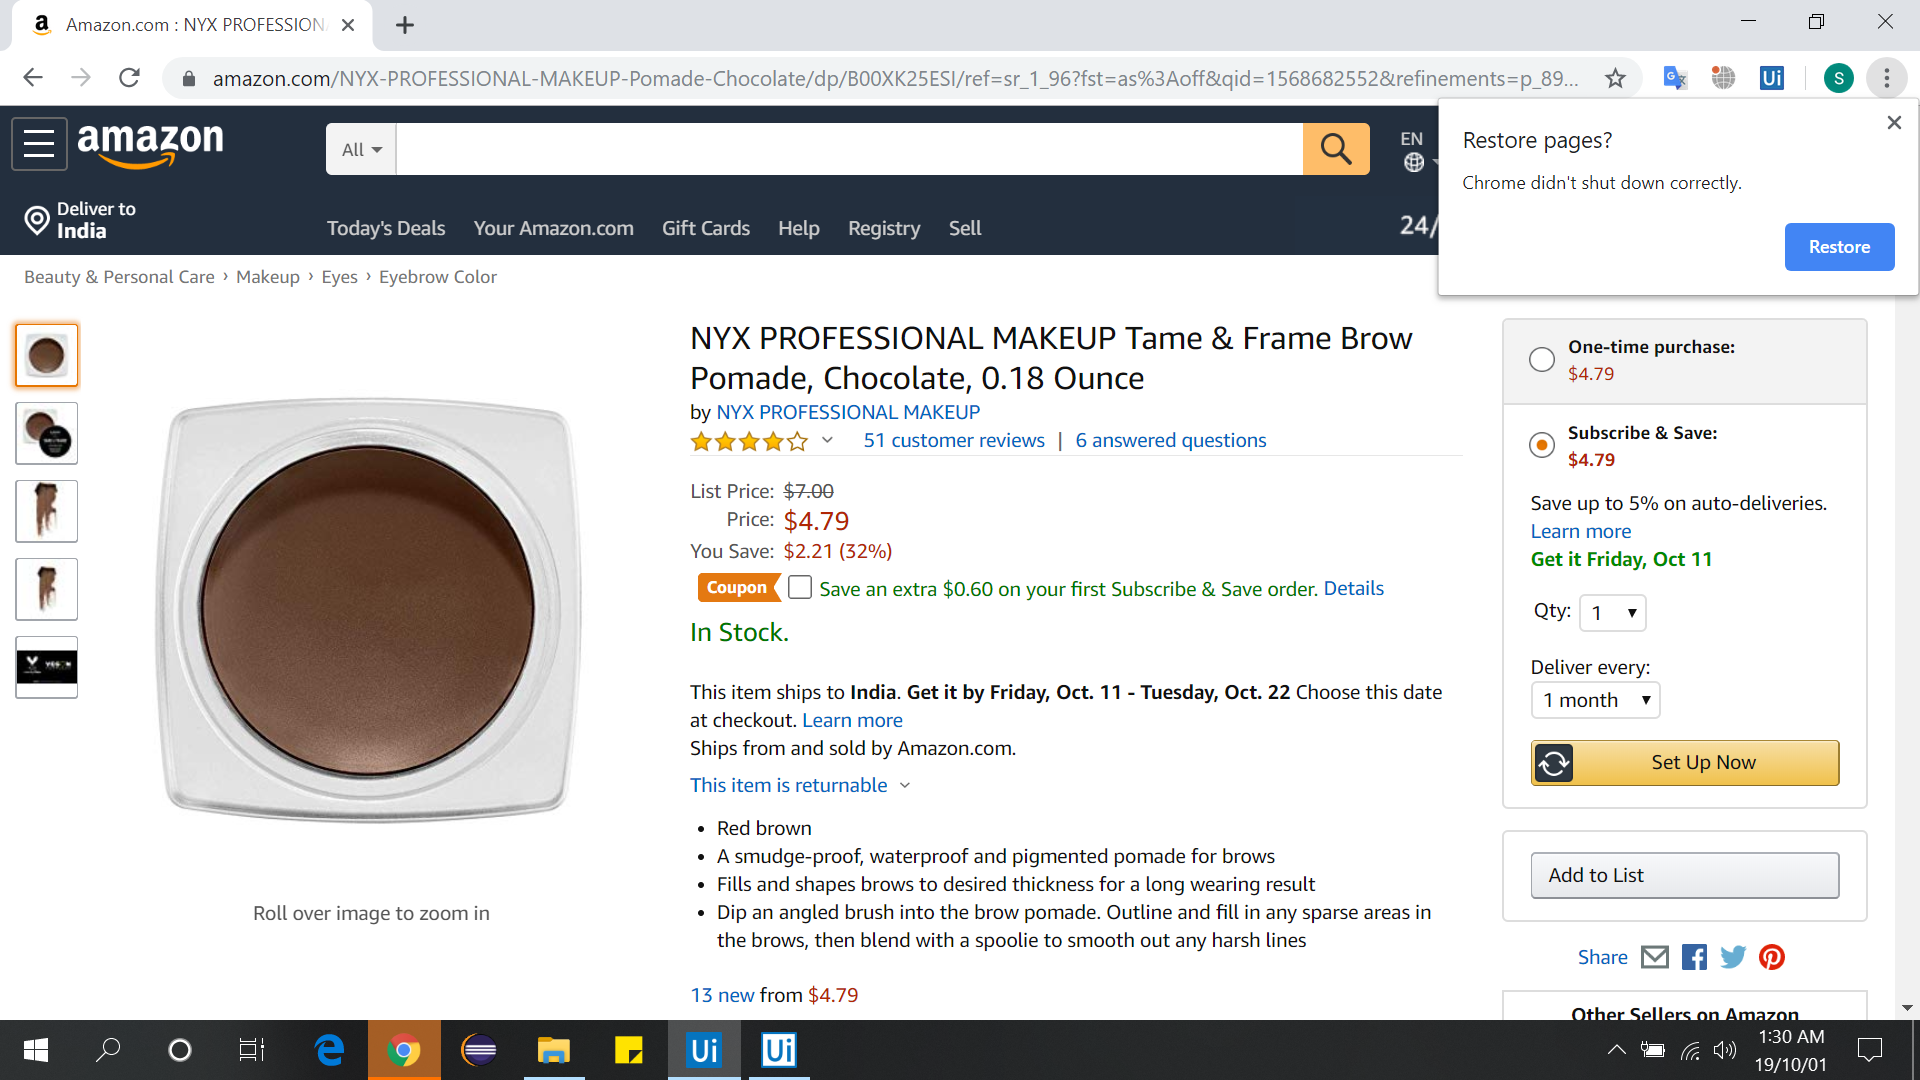 Amazon.com : NYX PROFESSION
amazon.com/NYX-PROFESSIONAL-MAKEUP-Pomade-Chocolate/dp/B00XK25ESI/ref=sr_1_96?fst=as%3Aoff&qid=1568682552&refinements=p_89...
S
Restore pages?
Chrome didn't shut down correctly.
Restore
amazon
All
EN
Deliver to
India
Today's Deals Your Amazon.com Gift Cards Help Registry Sell
24/
Beauty & Personal Care › Makeup › Eyes › Eyebrow Color
NYX PROFESSIONAL MAKEUP Tame & Frame Brow
Pomade, Chocolate, 0.18 Ounce
by NYX PROFESSIONAL MAKEUP
51 customer reviews | 6 answered questions
List Price: $7.00
Price: $4.79
You Save: $2.21 (32%)
Coupon Save an extra $0.60 on your first Subscribe & Save order. Details
In Stock.
This item ships to India. Get it by Friday, Oct. 11 - Tuesday, Oct. 22 Choose this date
at checkout. Learn more
Ships from and sold by Amazon.com.
This item is returnable
• Red brown
• A smudge-proof, waterproof and pigmented pomade for brows
• Fills and shapes brows to desired thickness for a long wearing result
• Dip an angled brush into the brow pomade. Outline and fill in any sparse areas in
the brows, then blend with a spoolie to smooth out any harsh lines
13 new from $4.79
Roll over image to zoom in
One-time purchase:
$4.79
Subscribe & Save:
$4.79
Save up to 5% on auto-deliveries.
Learn more
Get it Friday, Oct 11
Qty: 1
Deliver every:
1 month
Set Up Now
Add to List
Share
Other Sellers on Amazon
Ui
Ui
Ui
1:30 AM
19/10/01